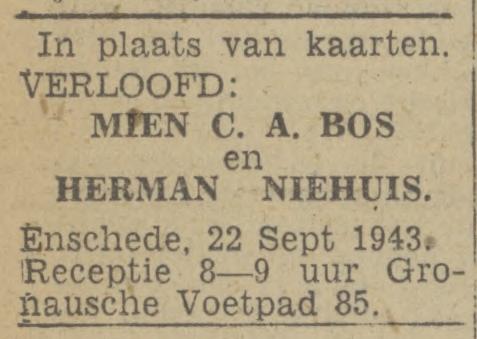 In plaats van kaarten.
VERLOOFD:
MIEN C. A. BOS
en
HERMAN NIEHUIS.
Enschede, 22 Sept 1943.
Receptie 8—9 uur Gro-
nausche Voetpad 85.